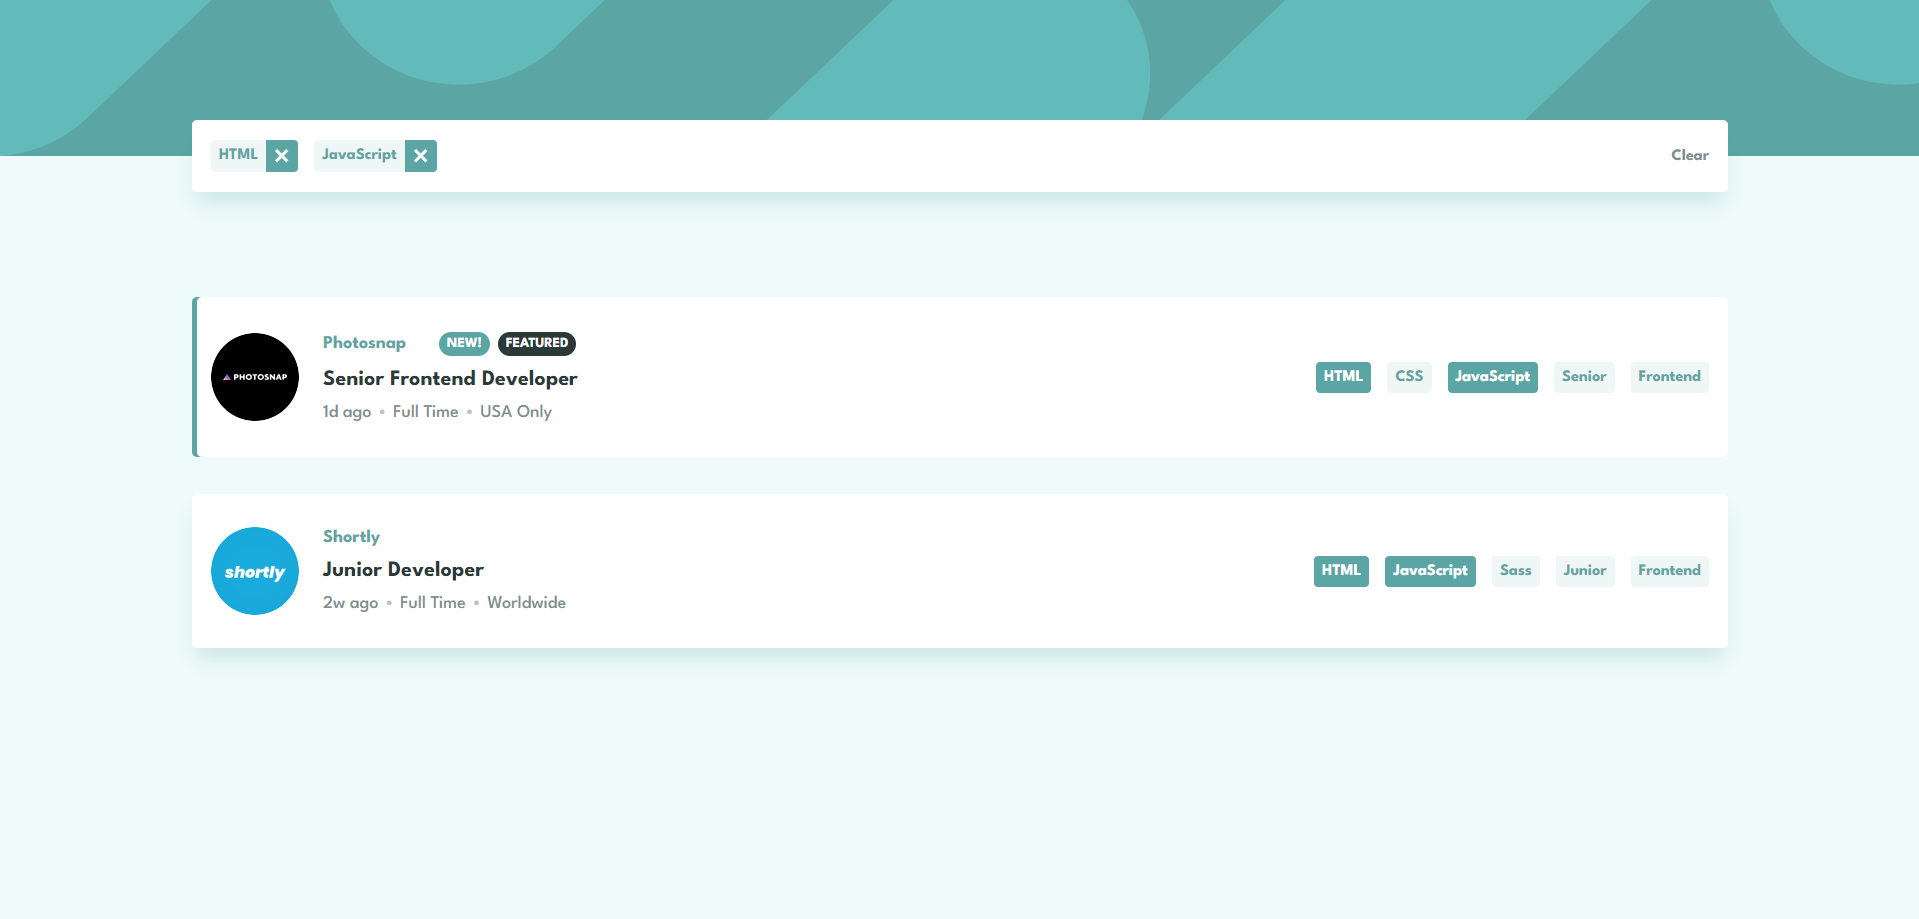 HTML JavaScript Clear
PHOTOSNAP
Photosnap NEW! FEATURED
Senior Frontend Developer
1d ago • Full Time • USA Only
HTML CSS JavaScript Senior Frontend
shortly
Shortly
Junior Developer
2w ago • Full Time • Worldwide
HTML JavaScript Sass Junior Frontend